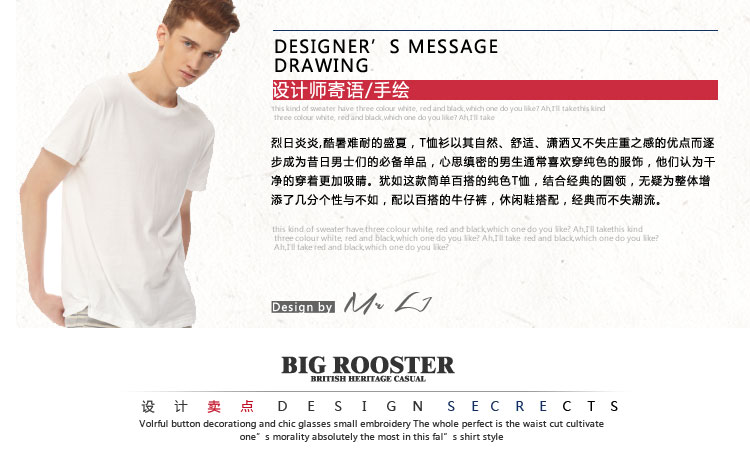 DESIGNER’S MESSAGE
DRAWING
设计师寄语/手绘
this kind of sweater have three colour white, red and black,which one do you like? Ah,I'll takethis kind
three colour white, red and black,which one do you like? Ah,I'll take
烈日炎炎,酷暑难耐的盛夏，T恤衫以其自然、舒适、潇洒又不失庄重之感的优点而逐
步成为昔日男士们的必备单品，心思缜密的男生通常喜欢穿纯色的服饰，他们认为干
净的穿着更加吸睛。犹如这款简单百搭的纯色T恤，结合经典的圆领，无疑为整体增
添了几分个性与不如，配以百搭的牛仔裤，休闲鞋搭配，经典而不失潮流。
this kind of sweater have three colour white, red and black,which one do you like? Ah,I'll takethis kind
three colour white, red and black,which one do you like? Ah,I'll take red and black,which one do you like?
Ah,I'll take red and black,which one do you like? Ah,I'll take
Design by Mr LJ
BIG ROOSTER
BRITISH HERITAGE CASUAL
设计卖点DESIGN SECRECTS
Volrful button decorationg and chic glasses small emboridery The whole perfect is the waist cut cultivate
one”s morality absolutely the most in this fal”s shirt style